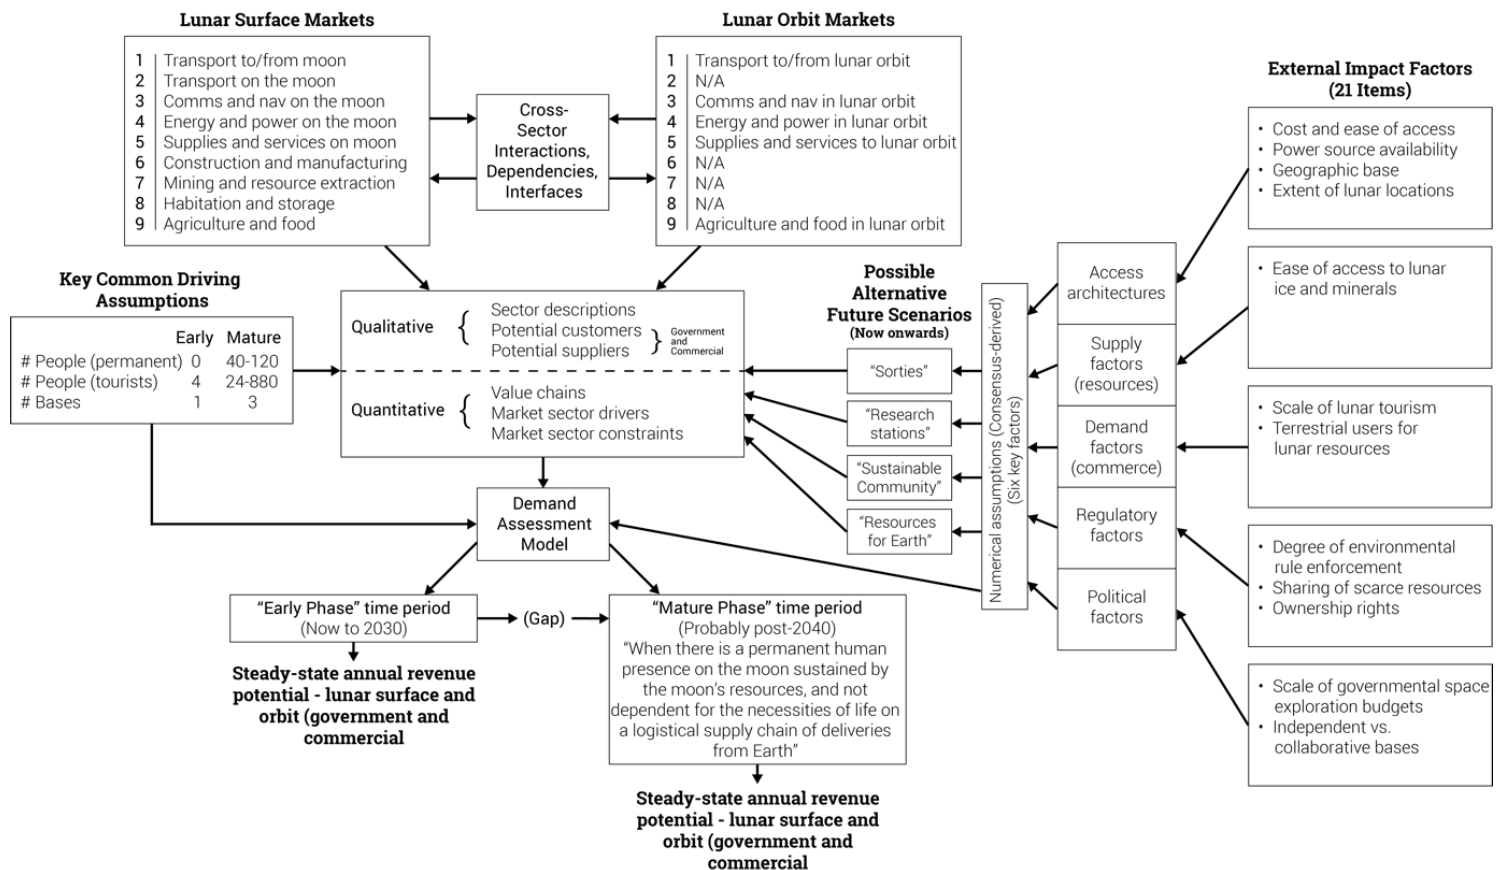 Lunar Surface Markets
1 Transport to/from moon
2 Transport on the moon
3 Comms and nav on the moon
4 Energy and power on the moon
5 Supplies and services on moon
6 Construction and manufacturing
7 Mining and resource extraction
8 Habitation and storage
9 Agriculture and food
Cross-
Sector
Interactions,
Dependencies,
Interfaces
Lunar Orbit Markets
1 Transport to/from lunar orbit
2 N/A
3 Comms and nav in lunar orbit
4 Energy and power in lunar orbit
5 Supplies and services to lunar orbit
6 N/A
7 N/A
8 N/A
9 Agriculture and food in lunar orbit
External Impact Factors
(21 Items)
• Cost and ease of access
• Power source availability
• Geographic base
• Extent of lunar locations
• Ease of access to lunar
ice and minerals
• Scale of lunar tourism
• Terrestrial users for
lunar resources
• Degree of environmental
rule enforcement
• Sharing of scarce resources
• Ownership rights
• Scale of governmental space
exploration budgets
• Independent vs.
collaborative bases
Access
architectures
Supply
factors
(resources)
Demand
factors
(commerce)
Regulatory
factors
Political
factors
Numerical assumptions (Consensus-derived)
(Six key factors)
Possible
Alternative
Future Scenarios
(Now onwards)
“Sorties”
“Research
stations”
“Sustainable
Community”
“Resources
for Earth”
Key Common Driving
Assumptions
Early Mature
# People (permanent) 0 40-120
# People (tourists) 4 24-880
# Bases 1 3
Qualitative
Sector descriptions
Potential customers
Potential suppliers
Government
and
Commercial
Quantitative
Value chains
Market sector drivers
Market sector constraints
Demand
Assessment
Model
“Early Phase” time period
(Now to 2030)
(Gap)
“Mature Phase” time period
(Probably post-2040)
“When there is a permanent human
presence on the moon sustained by
the moon’s resources, and not
dependent for the necessities of life on
a logistical supply chain of deliveries
from Earth”
Steady-state annual revenue
potential - lunar surface and
orbit (government and
commercial
Steady-state annual revenue
potential - lunar surface and
orbit (government and
commercial